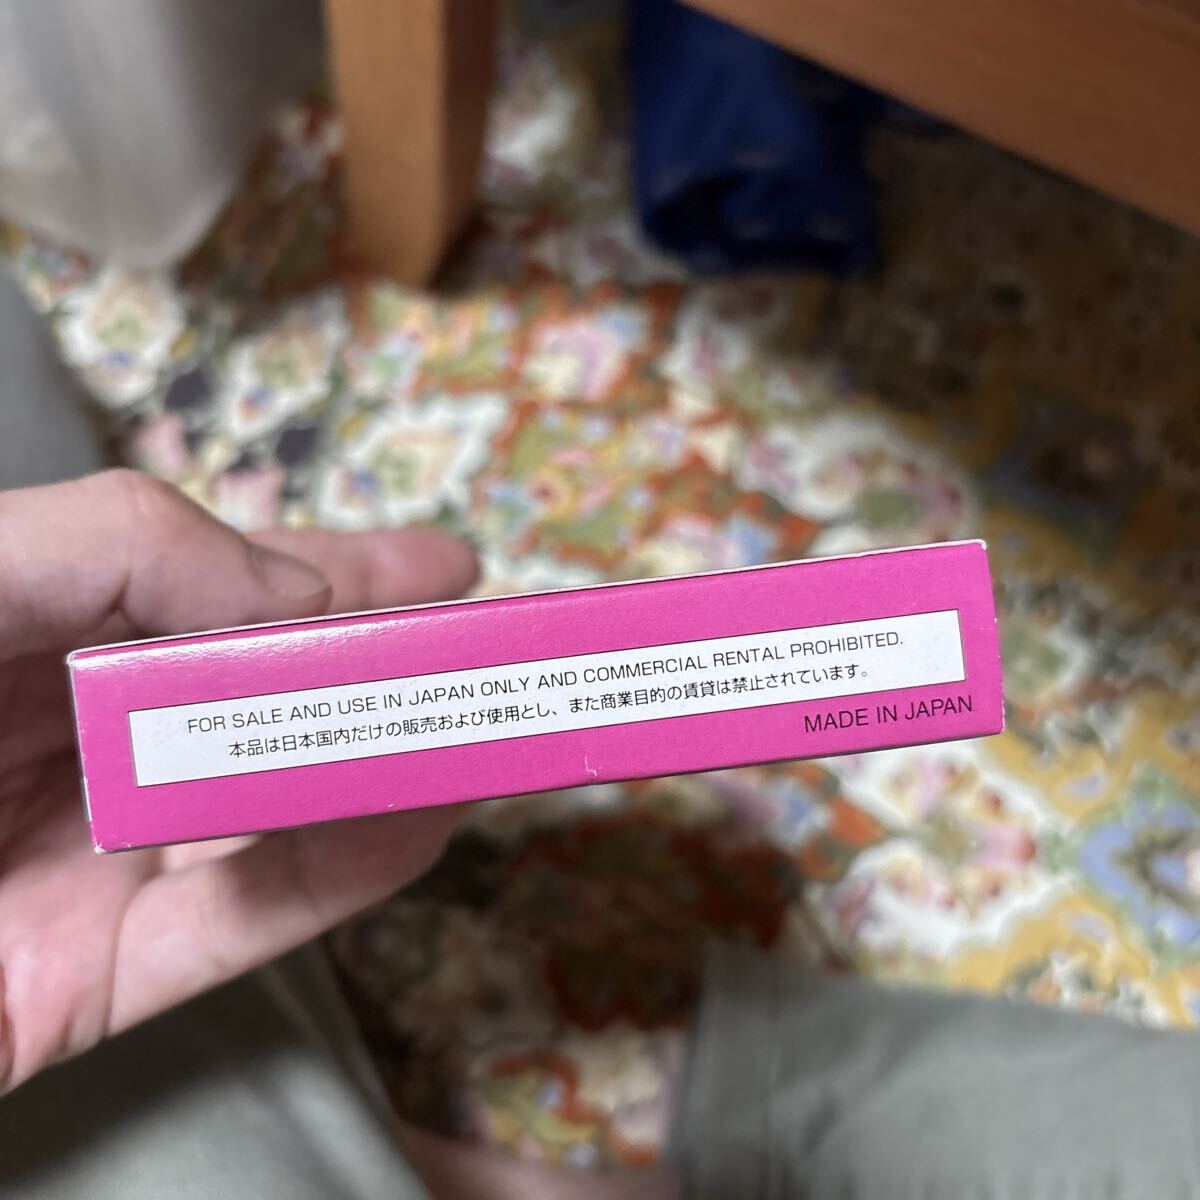 FOR SALE AND USE IN JAPAN ONLY AND COMMERCIAL RENTAL PROHIBITED.
本品は日本国内だけの販売および使用とし、また商業目的の賃貸は禁止されています。
MADE IN JAPAN